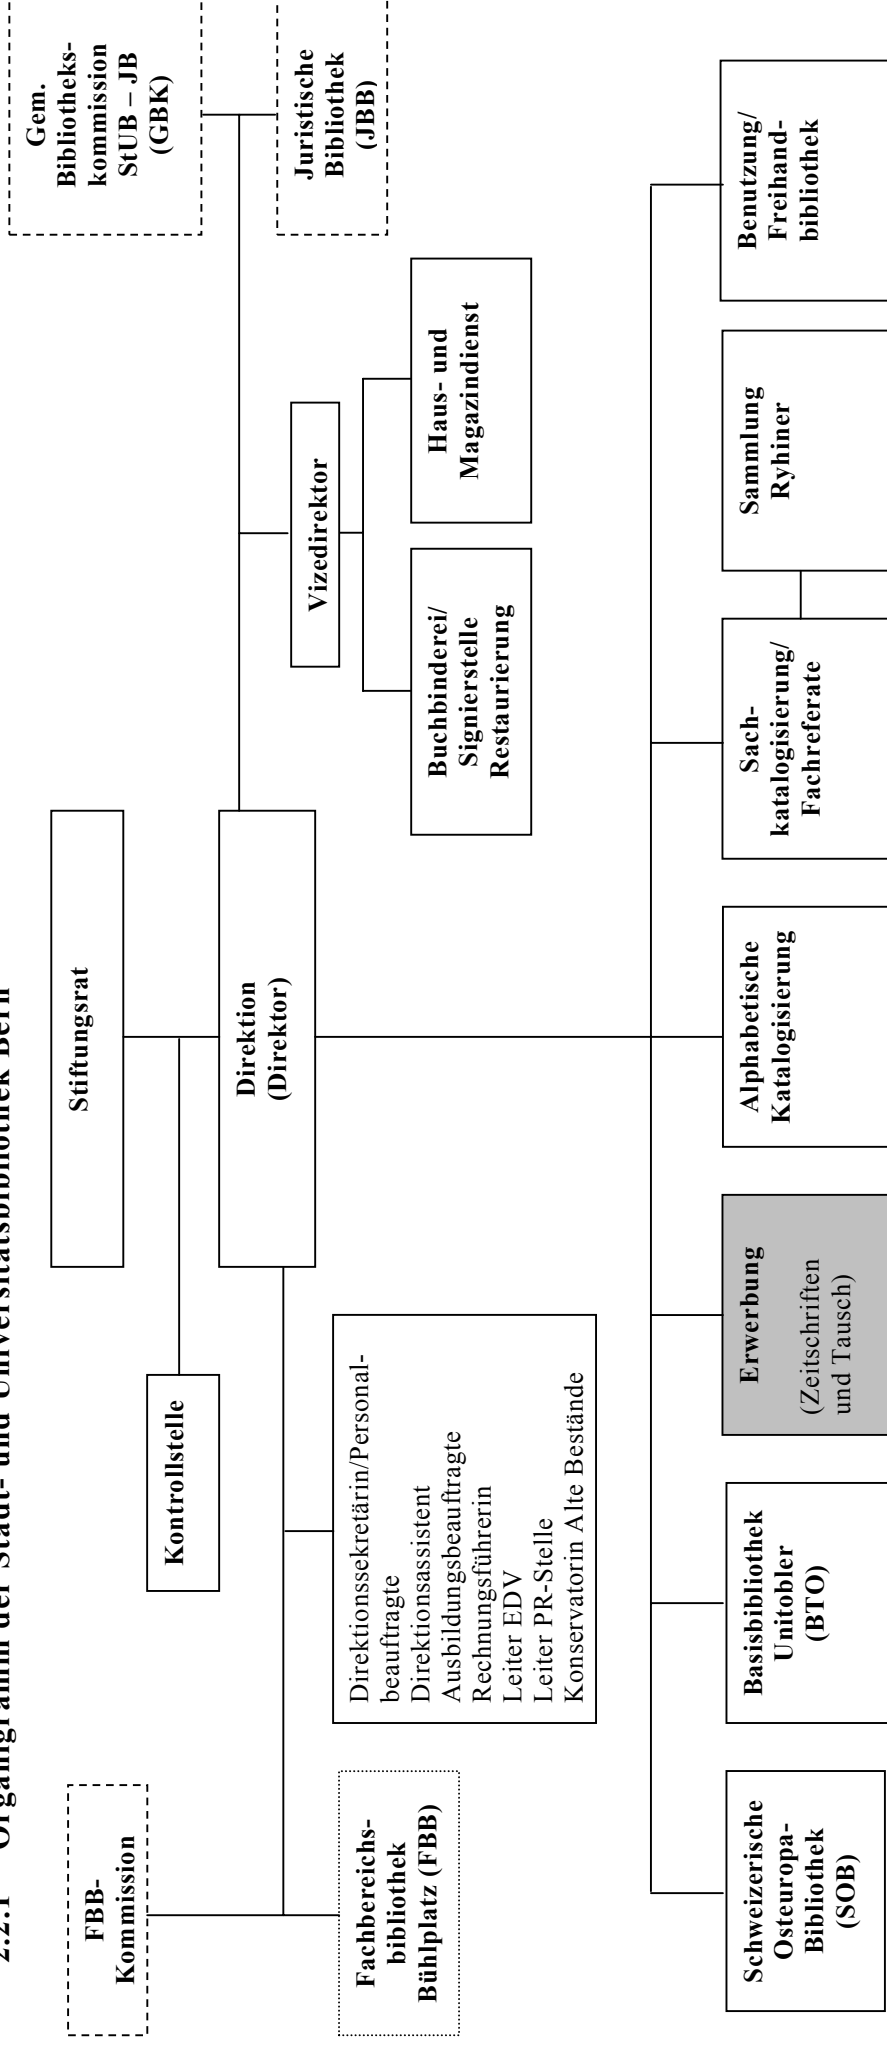 2.2.1 Organigramm der Stadt- und Universitätsbibliothek Bern
Stiftungsrat
Kontrollstelle
Direktion
(Direktor)
FBB-
Kommission
Fachbereichs-
bibliothek
Bühlplatz (FBB)
Direktionssekretärin/Personal-
beauftragte
Direktionsassistent
Ausbildungsbeauftragte
Rechnungsführerin
Leiter EDV
Leiter PR-Stelle
Konservatorin Alte Bestände
Gem.
Bibliotheks-
kommission
StUB – JB
(GBK)
Juristische
Bibliothek
(JBB)
Vizedirektor
Buchbinderei/
Signierstelle
Restaurierung
Haus- und
Magazindienst
Schweizerische
Osteuropa-
Bibliothek
(SOB)
Basisbibliothek
Unitobler
(BTO)
Erwerbung
(Zeitschriften
und Tausch)
Alphabetische
Katalogisierung
Sach-
katalogisierung/
Fachreferate
Sammlung
Ryhiner
Benutzung/
Freihand-
bibliothek